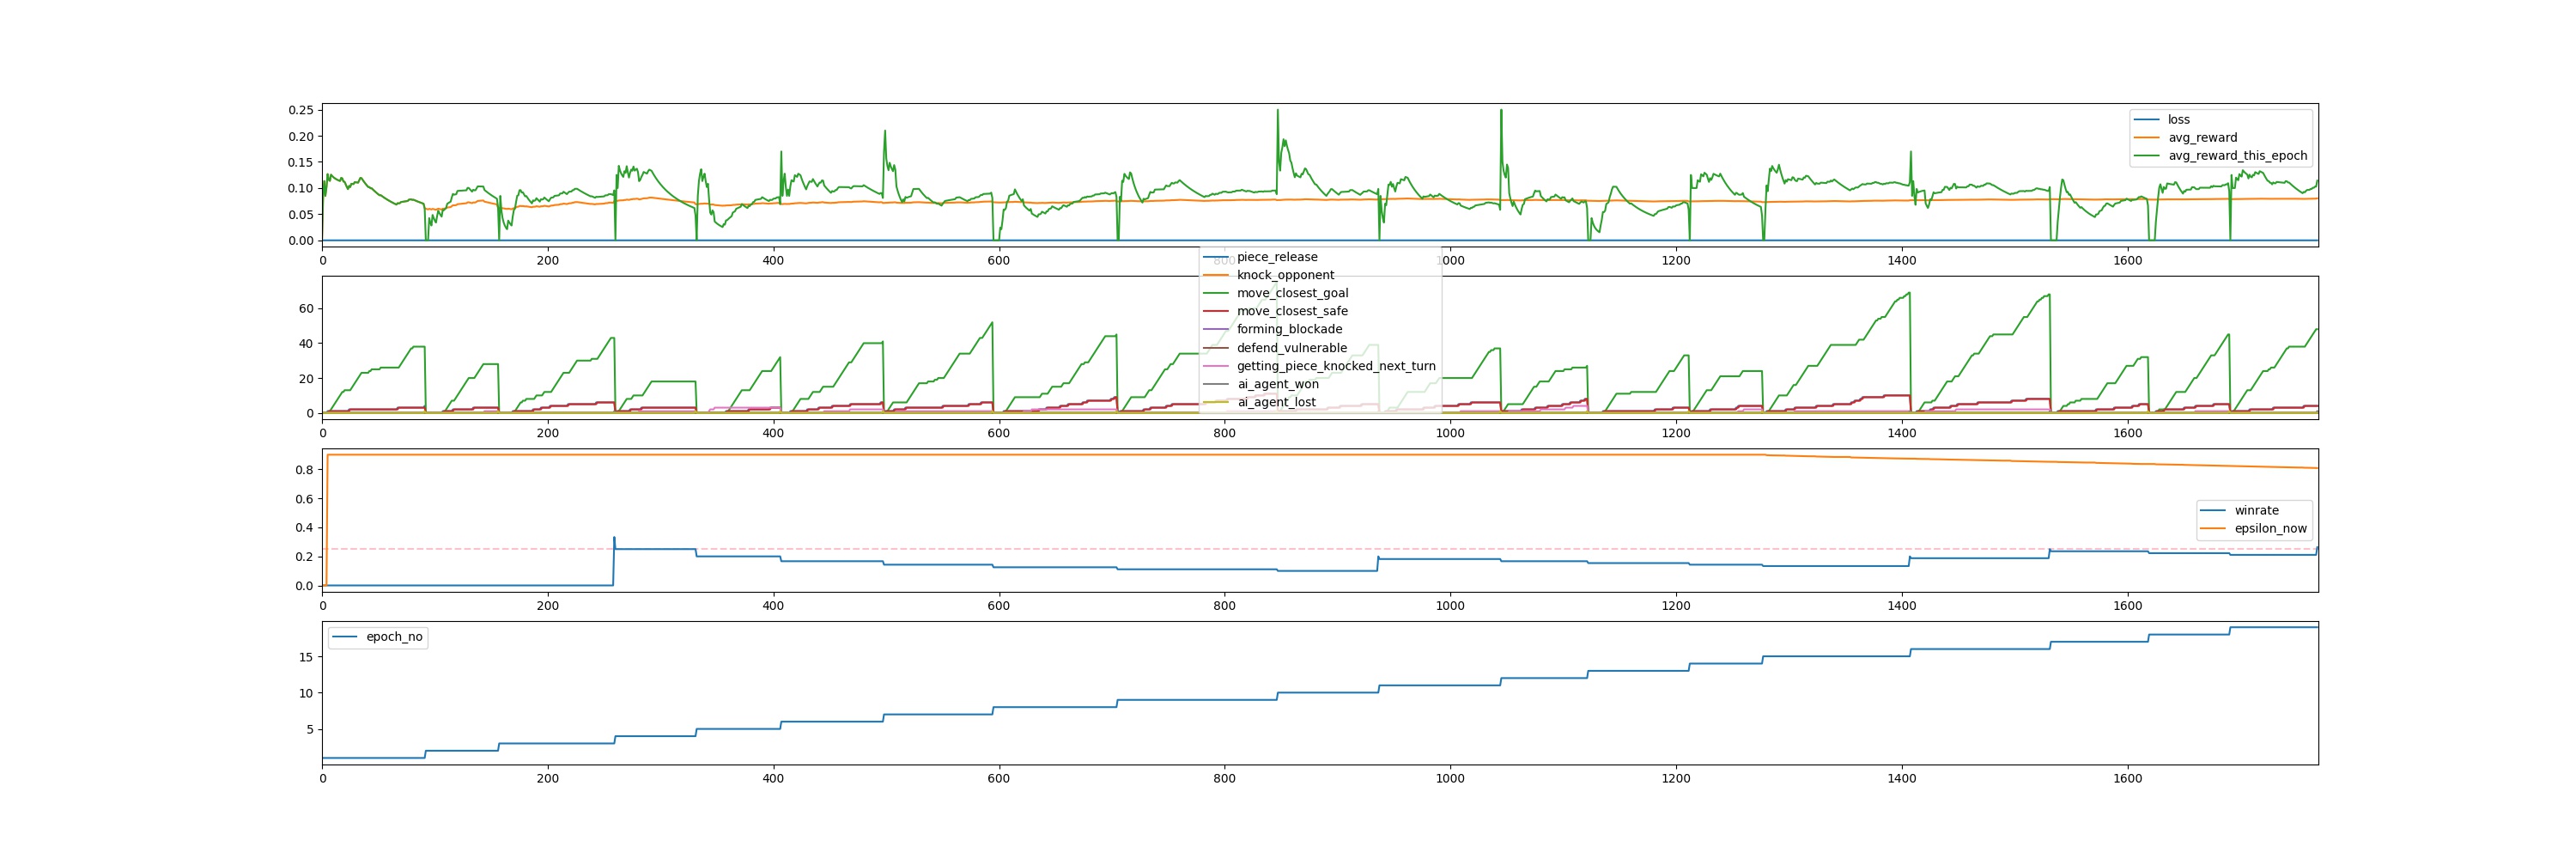 0.25
0.20
0.15
0.10
0.05
0.00
loss
avg_reward
avg_reward_this_epoch
0 200 400 600 800 1000 1200 1400 1600
60
40
20
0
piece_release
knock_opponent
move_closest_goal
move_closest_safe
forming_blockade
defend_vulnerable
getting_piece_knocked_next_turn
ai_agent_won
ai_agent_lost
0 200 400 600 800 1000 1200 1400 1600
0.8
0.6
0.4
0.2
0.0
winrate
epsilon_now
0 200 400 600 800 1000 1200 1400 1600
epoch_no
15
10
5
0 200 400 600 800 1000 1200 1400 1600